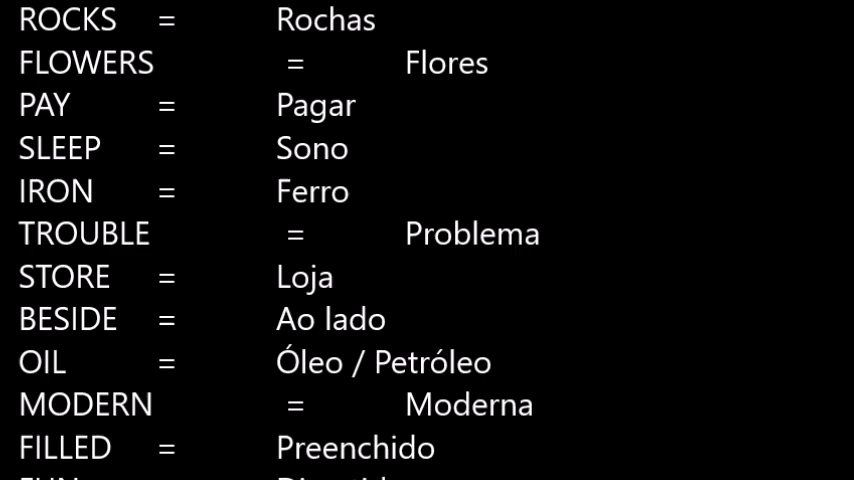 ROCKS = Rochas
FLOWERS = Flores
PAY = Pagar
SLEEP = Sono
IRON = Ferro
TROUBLE = Problema
STORE = Loja
BESIDE = Ao lado
OIL = Óleo / Petróleo
MODERN = Moderna
FILLED = Preenchido